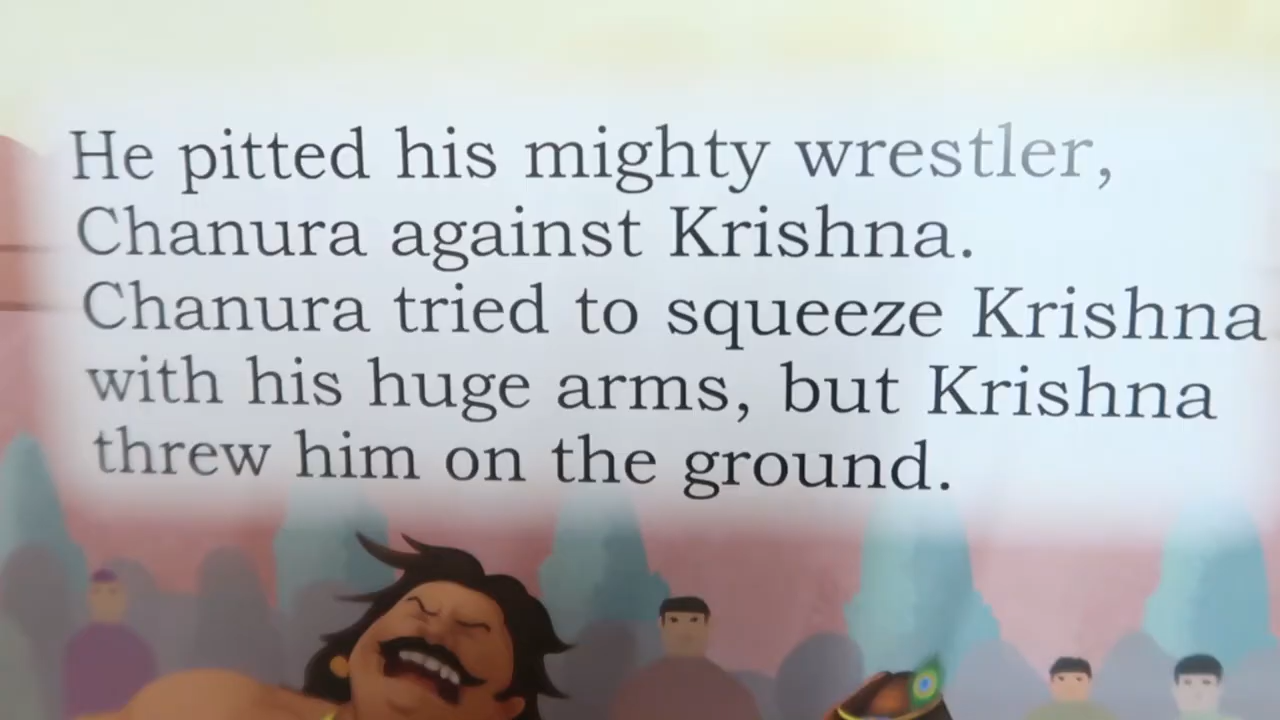 He pitted his mighty wrestler,
Chanura against Krishna.
Chanura tried to squeeze Krishna
with his huge arms, but Krishna
threw him on the ground.